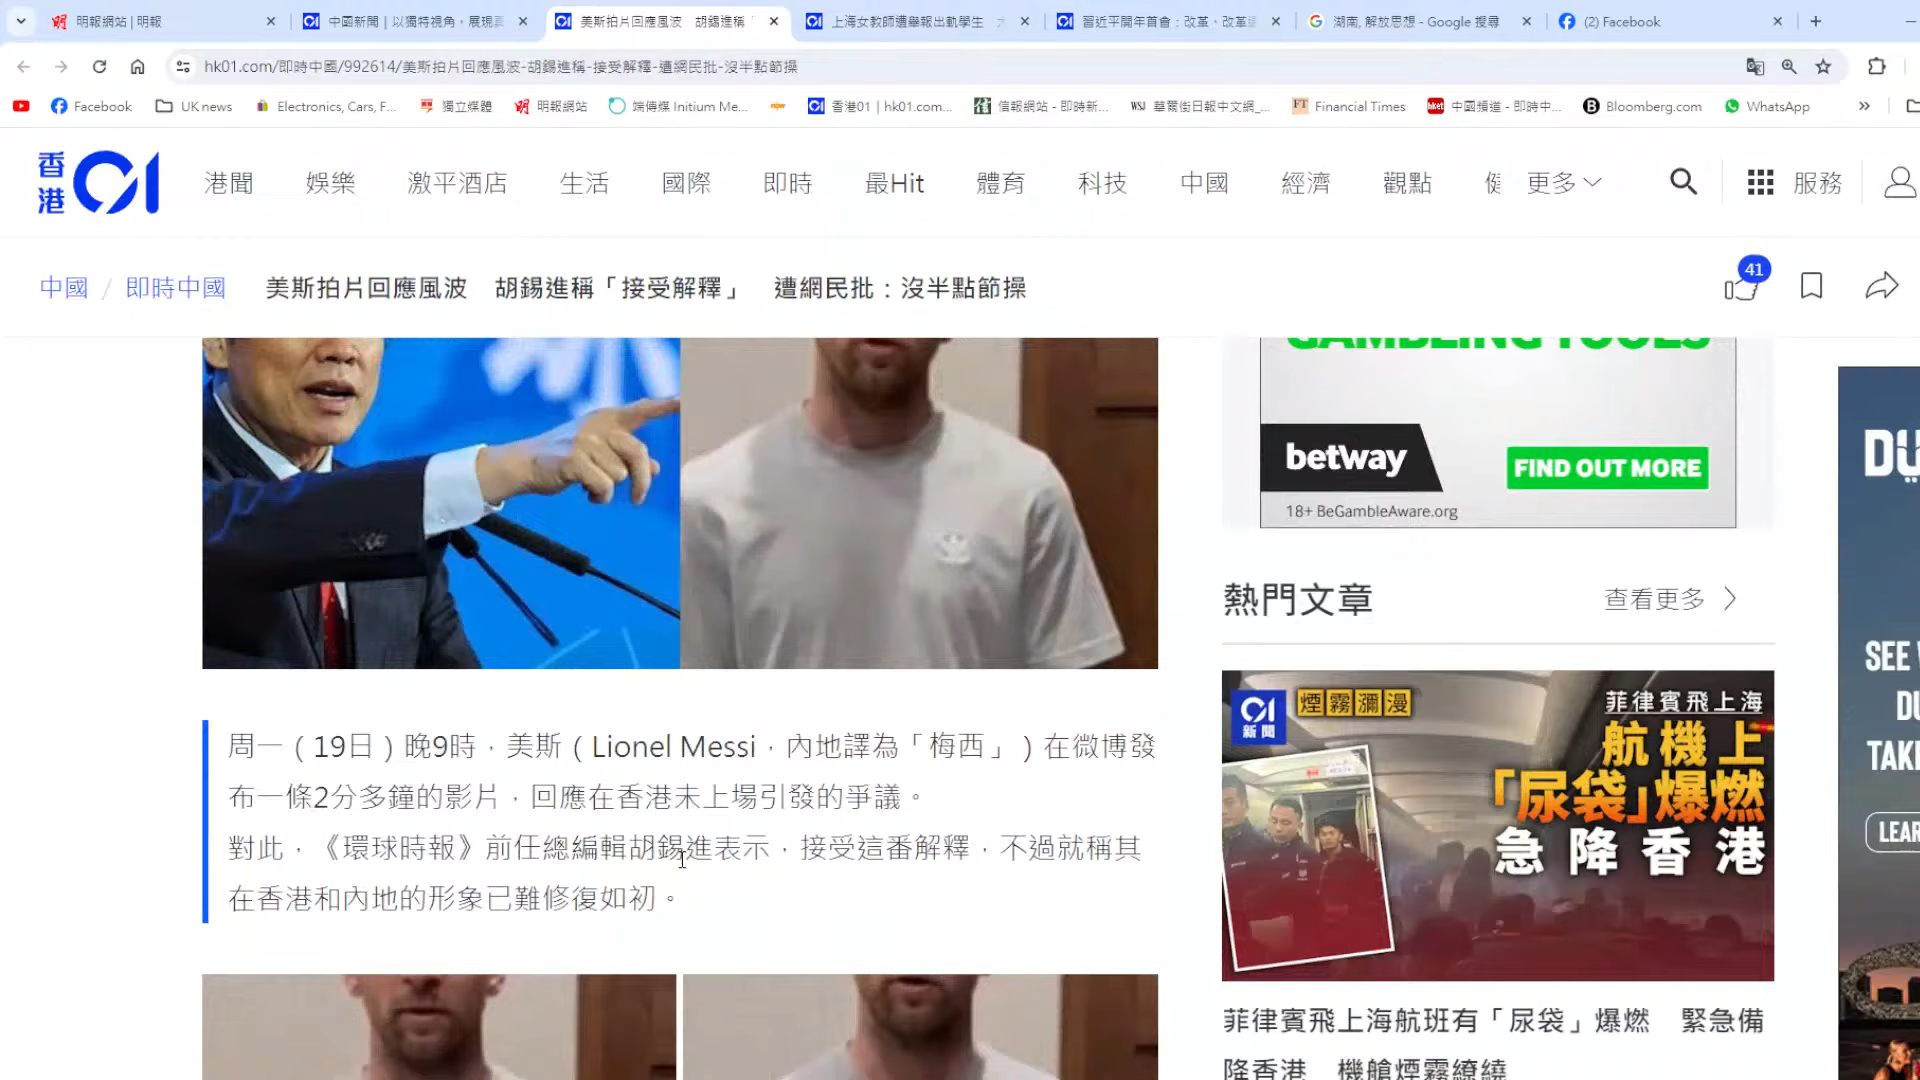 明報網站 | 明報
中國新聞 | 以獨特視角，展現
美斯拍片回應風波 胡錫進稱「
上海女教師遭舉報出軌學生
習近平開年首會：改革、改革
湖南, 解放思想 - Google 搜尋
(2) Facebook
hk01.com/即時中國/992614/美斯拍片回應風波-胡錫進稱-接受解釋-遭網民批-沒半點節操
Facebook
UK news
Electronics, Cars, F...
獨立媒體
明報網站
端傳媒 Initium Me...
香港01 | hk01.com...
信報網站 - 即時新...
WSJ 華爾街日報中文網_...
FT Financial Times
hket 中國頻道 - 即時中...
B Bloomberg.com
WhatsApp
香港01
港聞
娛樂
激平酒店
生活
國際
即時
最Hit
體育
科技
中國
經濟
觀點
更多
服務
中國 / 即時中國
美斯拍片回應風波 胡錫進稱「接受解釋」 遭網民批：沒半點節操
41
周一（19日）晚9時，美斯（Lionel Messi，內地譯為「梅西」）在微博發
布一條2分多鐘的影片，回應在香港未上場引發的爭議。
對此，《環球時報》前任總編輯胡錫進表示，接受這番解釋，不過就稱其
在香港和內地的形象已難修復如初。
GAMBLING TOOLS
betway
FIND OUT MORE
18+ BeGambleAware.org
熱門文章
查看更多
01
新聞
煙霧瀰漫
菲律賓飛上海
航機上
「尿袋」爆燃
急降香港
菲律賓飛上海航班有「尿袋」爆燃 緊急備
降香港 機艙煙霧繚繞
SEE